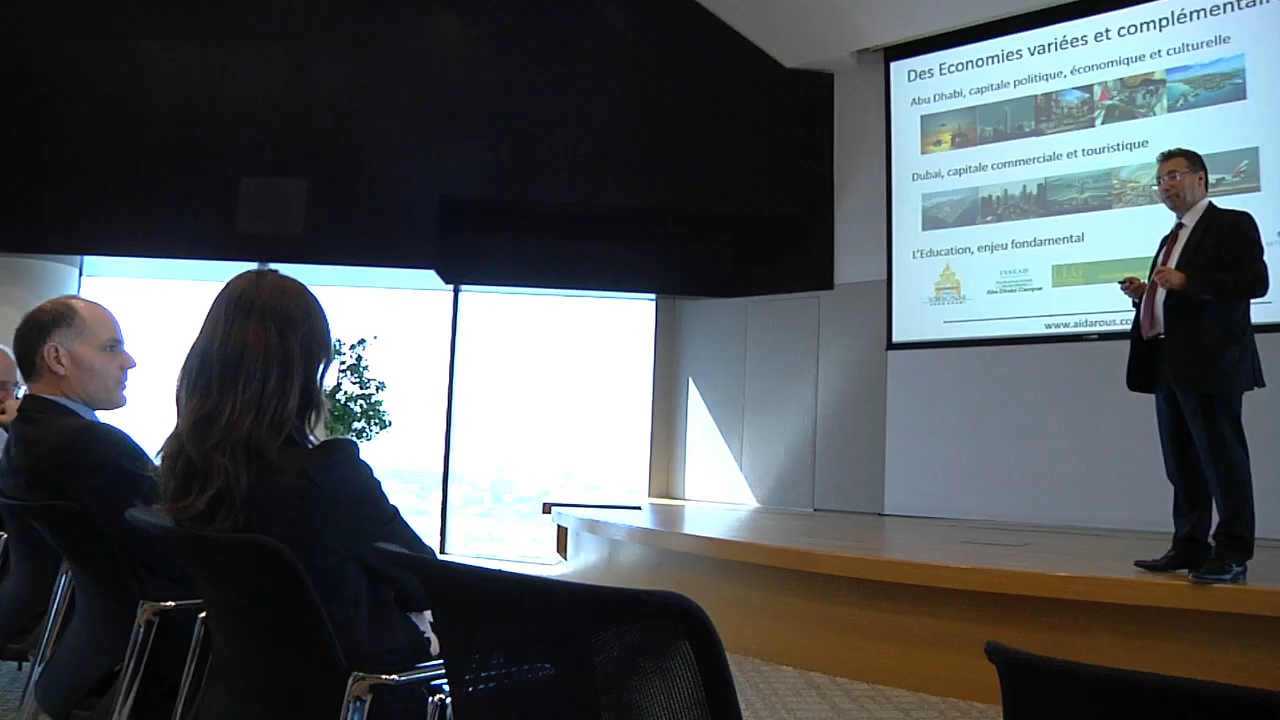 Des Economies variées et complémentair
Abu Dhabi, capitale politique, économique et culturelle
Dubai, capitale commerciale et touristique
L'Education, enjeu fondamental
INSEAD
Abu Dhabi Campus
www.aidarous.co